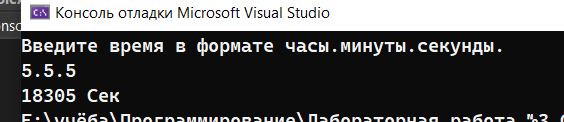 Консоль отладки Microsoft Visual Studio
Введите время в формате часы.минуты.секунды.
5.5.5
18305 Сек